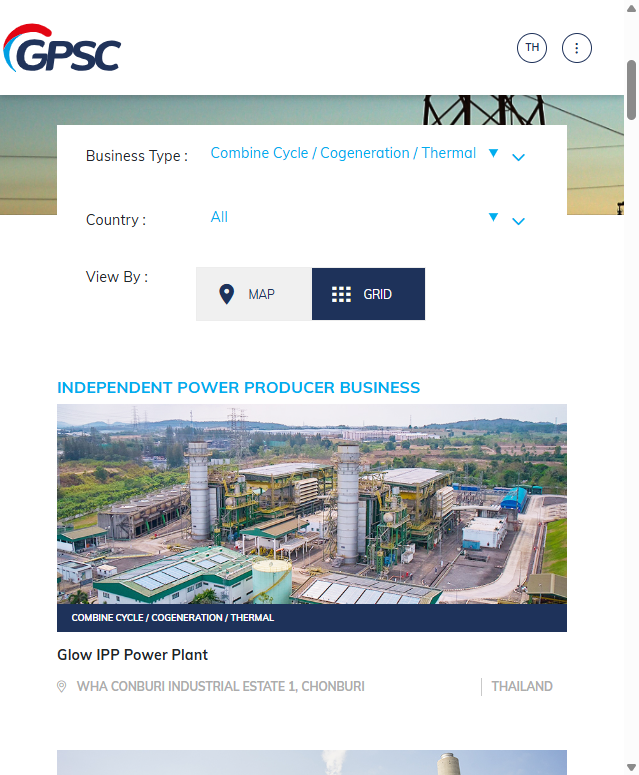 GPSC
TH
Business Type : Combine Cycle / Cogeneration / Thermal
Country : All
View By : MAP GRID
INDEPENDENT POWER PRODUCER BUSINESS
COMBINE CYCLE / COGENERATION / THERMAL
Glow IPP Power Plant
WHA CONBURI INDUSTRIAL ESTATE 1, CHONBURI THAILAND